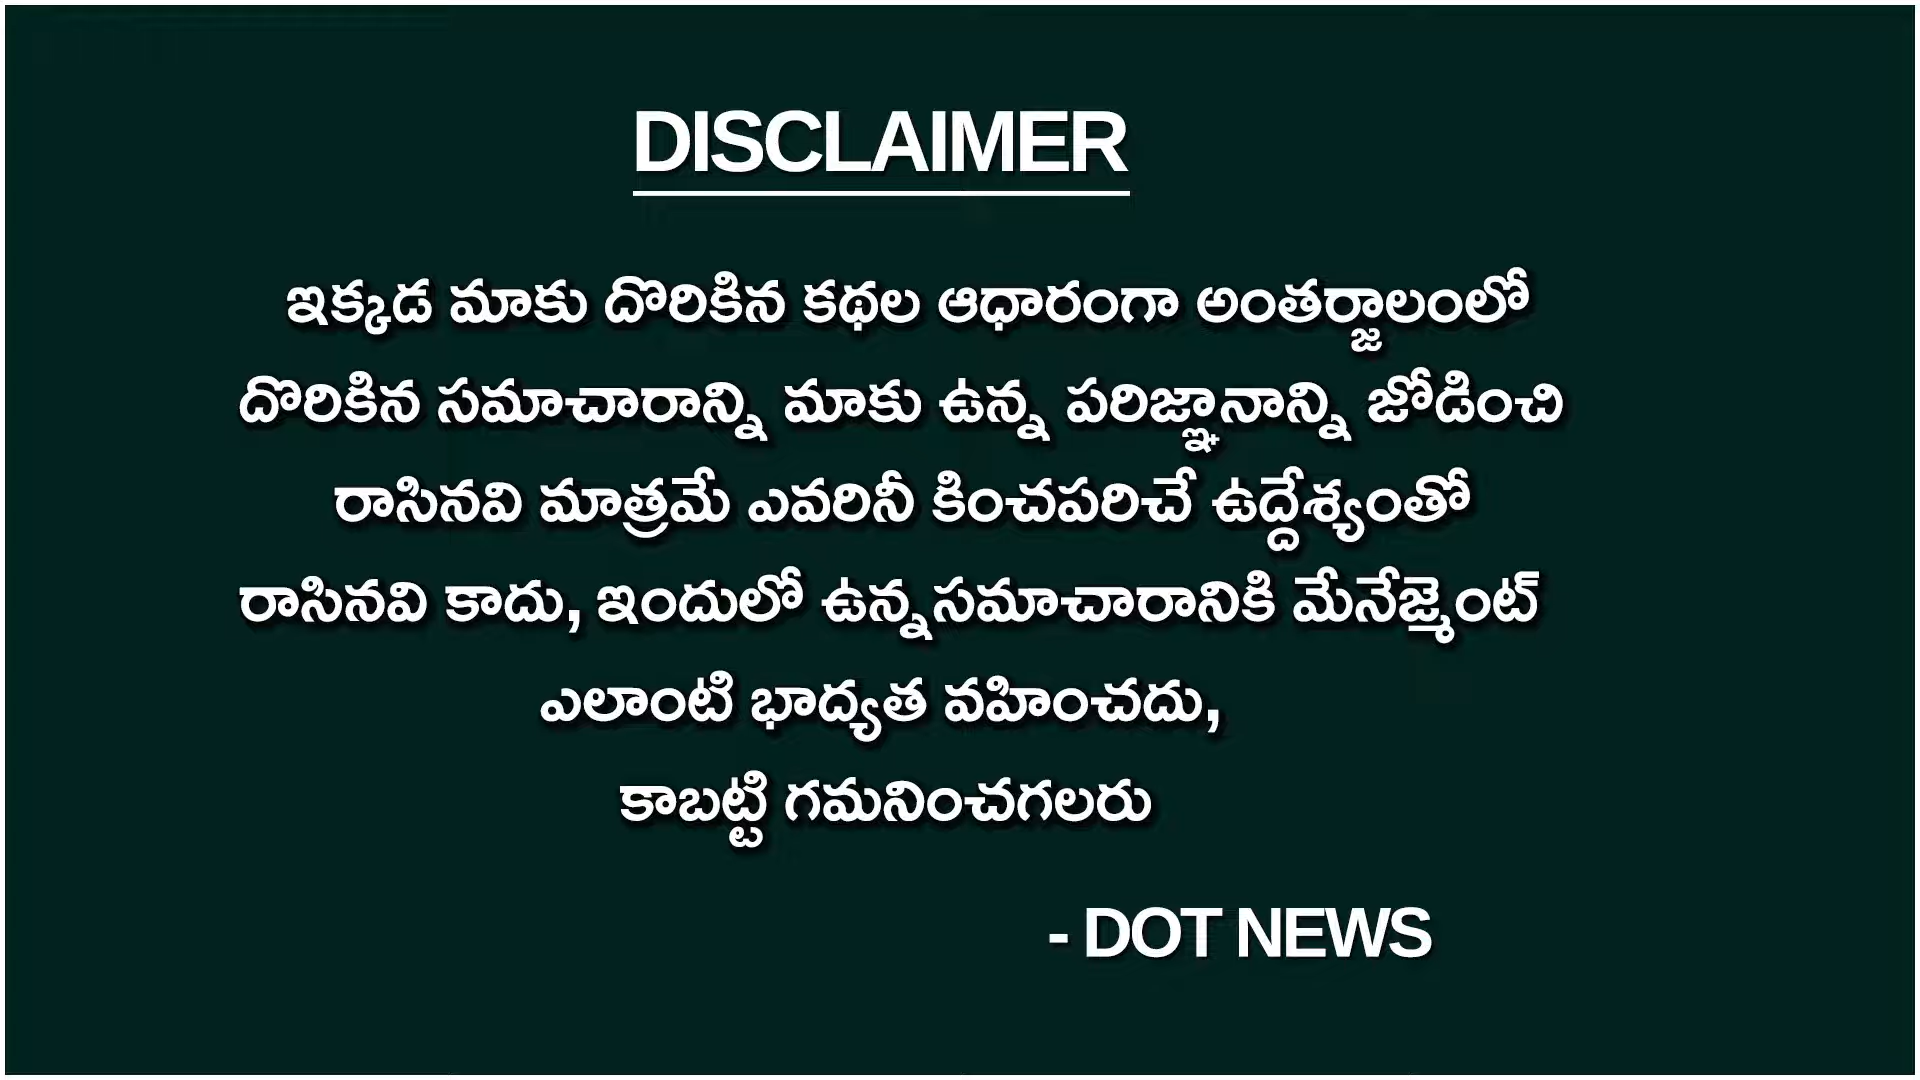 DISCLAIMER
ఇక్కడ మాకు దొరికిన కథల ఆధారంగా అంతర్జాలంలో
దొరికిన సమాచారాన్ని మాకు ఉన్న పరిజ్ఞానాన్ని జోడించి
రాసినవి మాత్రమే ఎవరినీ కించపరిచే ఉద్దేశ్యంతో
రాసినవి కాదు, ఇందులో ఉన్నసమాచారానికి మేనేజ్మెంట్
ఎలాంటి భాద్యత వహించదు,
కాబట్టి గమనించగలరు
- DOT NEWS